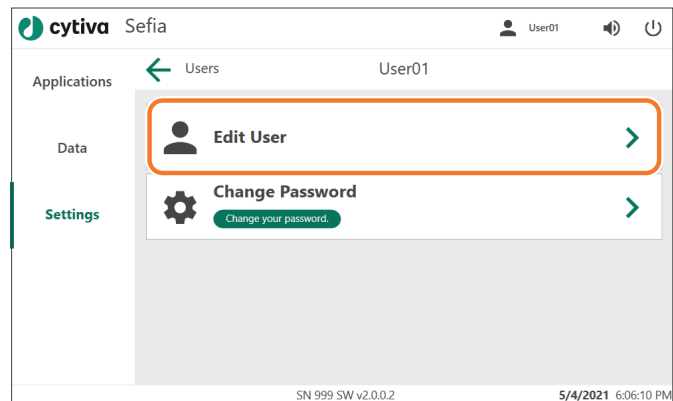 cytiva Sefia User01
Applications
Users User01
Edit User
Data
Change Password
Change your password.
Settings
SN 999 SW v2.0.0.2 5/4/2021 6:06:10 PM